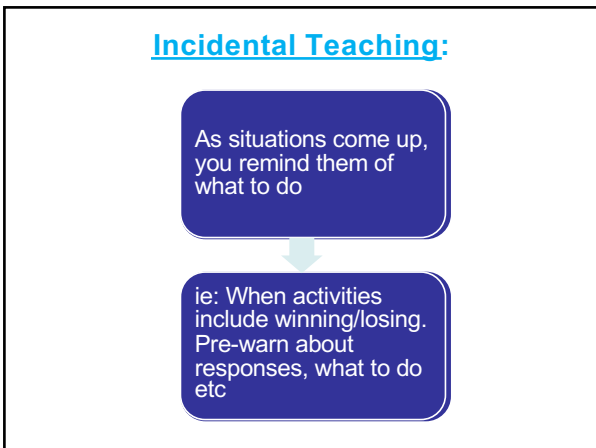 Incidental Teaching:
As situations come up,
you remind them of
what to do
ie: When activities
include winning/losing.
Pre-warn about
responses, what to do
etc